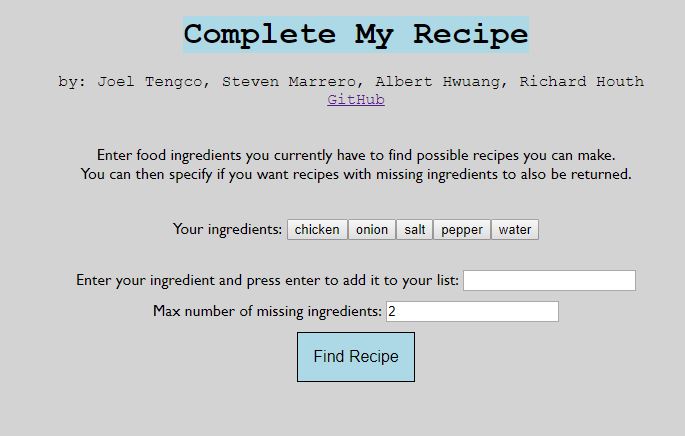 Complete My Recipe
by: Joel Tengco, Steven Marrero, Albert Hwuang, Richard Houth
GitHub
Enter food ingredients you currently have to find possible recipes you can make.
You can then specify if you want recipes with missing ingredients to also be returned.
Your ingredients: chicken onion salt pepper water
Enter your ingredient and press enter to add it to your list:
Max number of missing ingredients: 2
Find Recipe